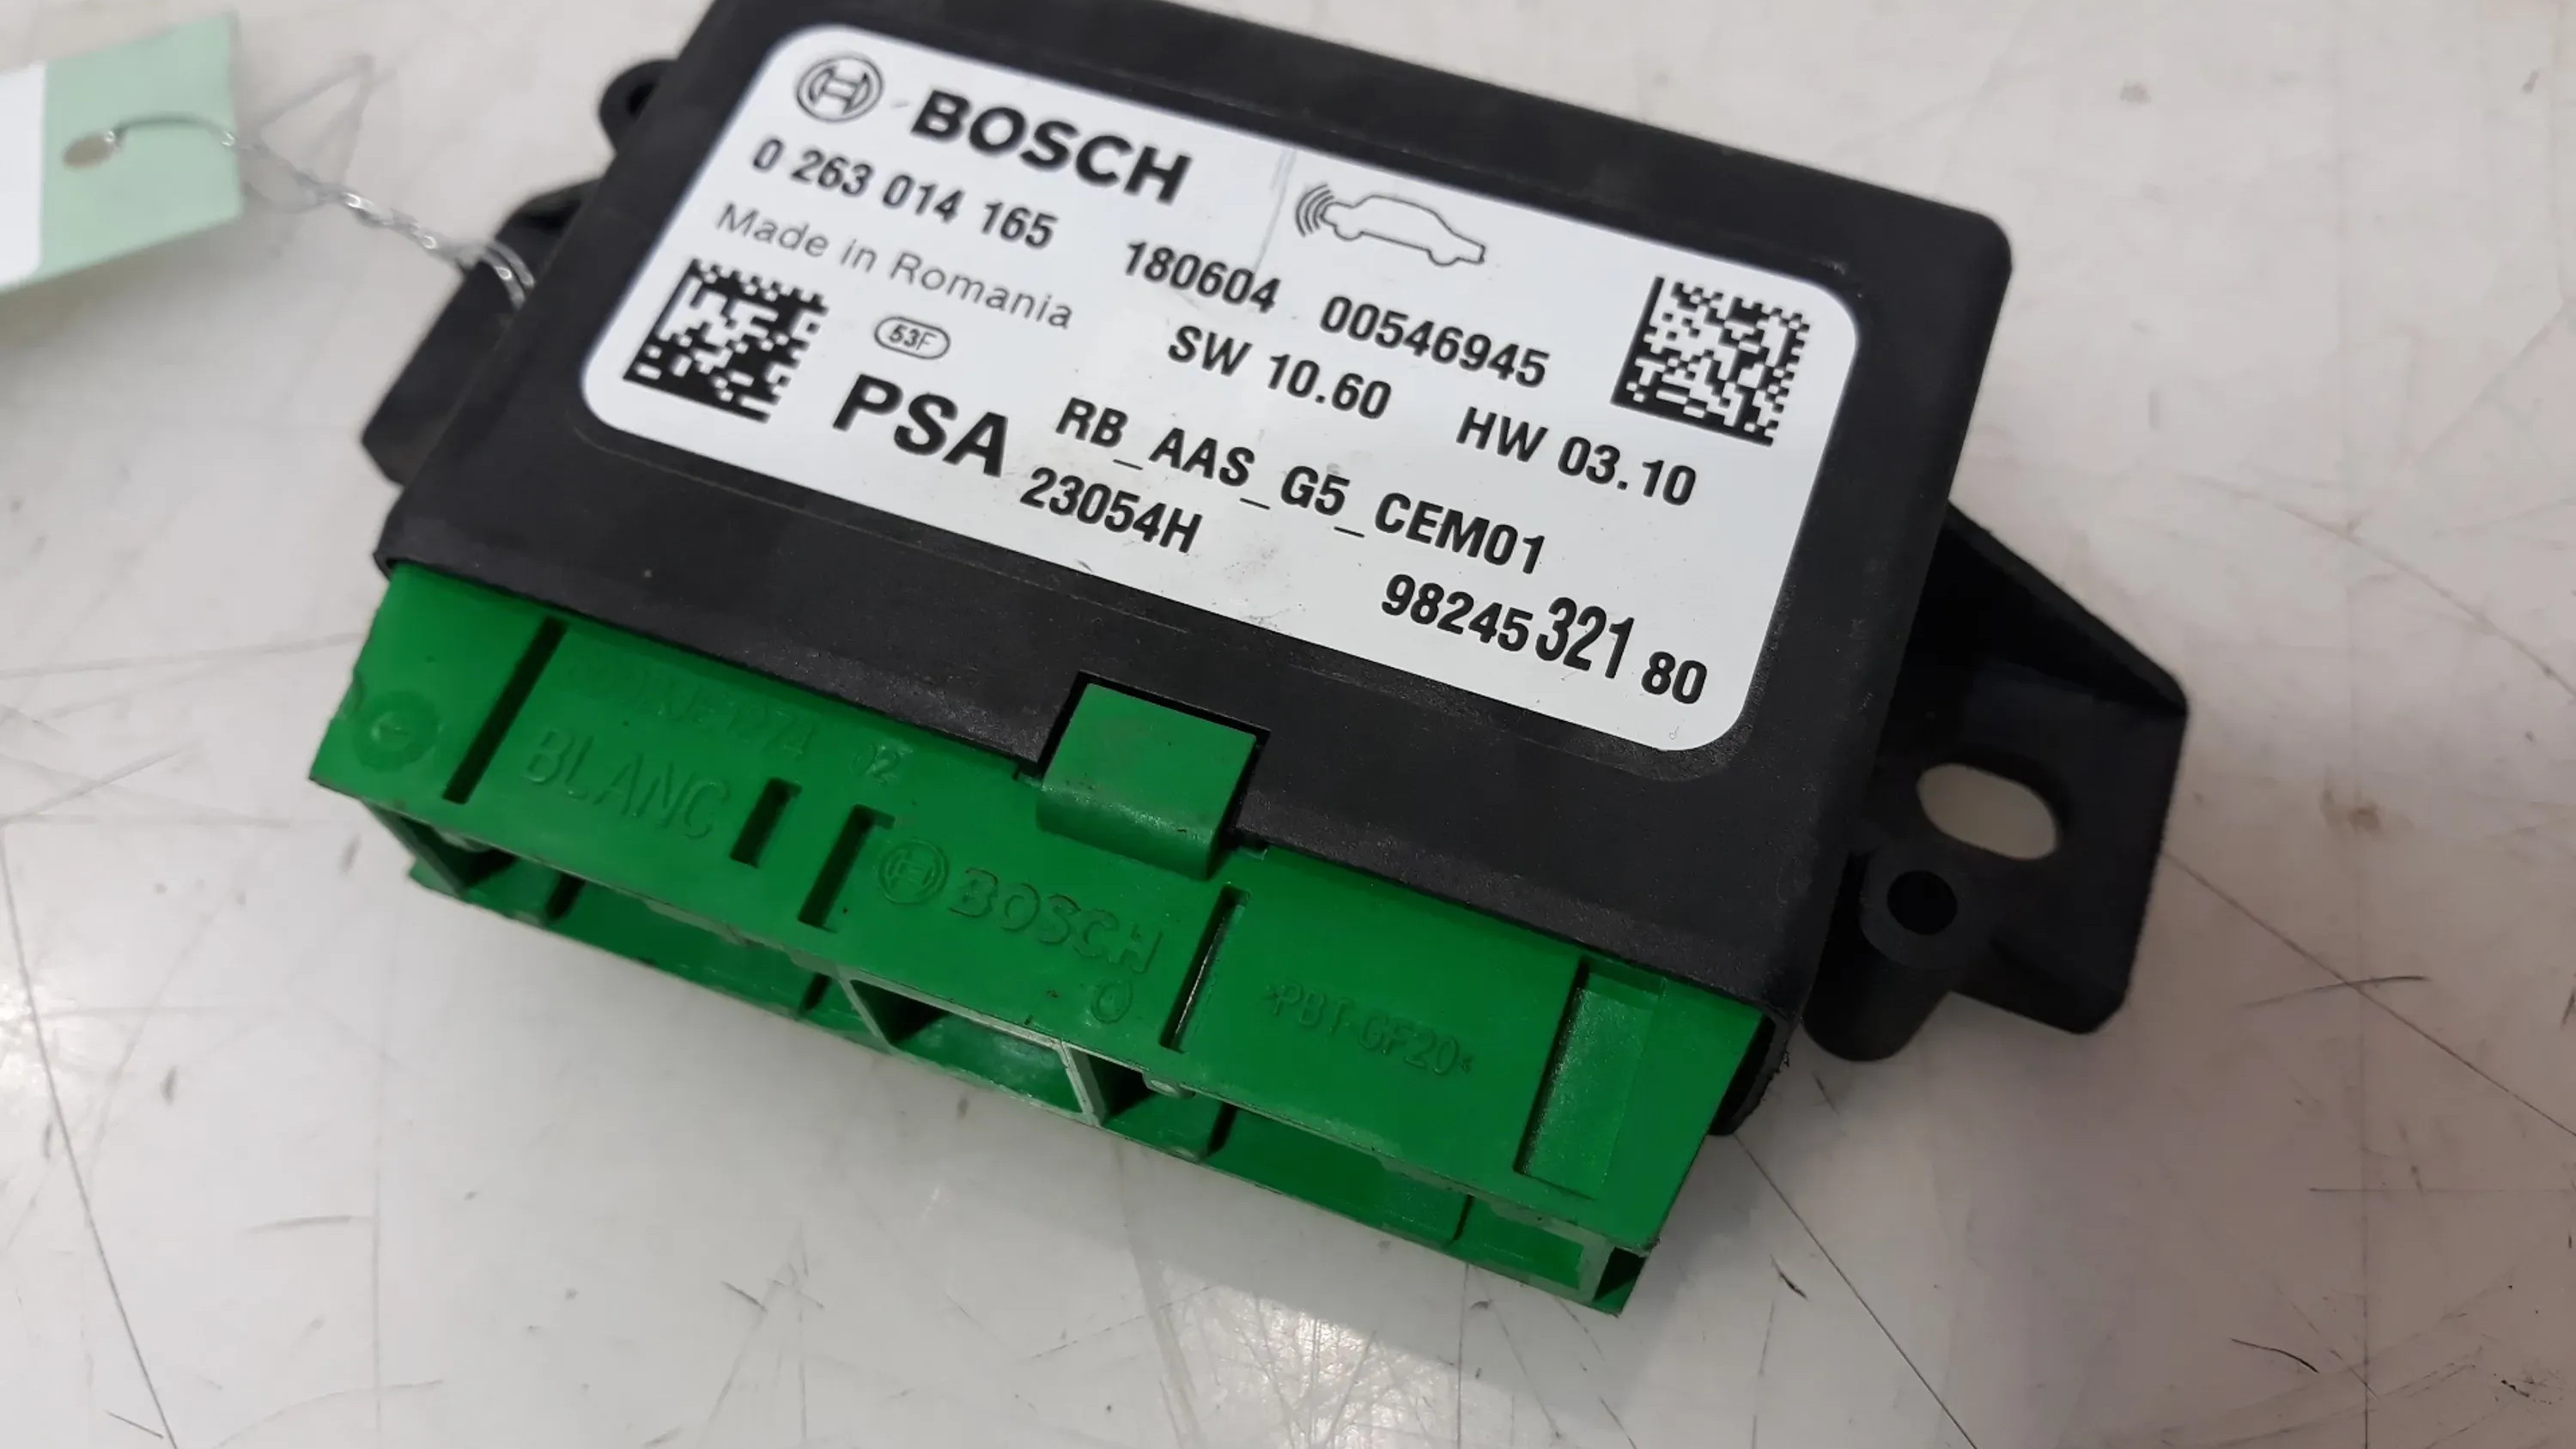 BOSCH
0 263 014 165 180604 00546945
Made in Romania SW 10.60 HW 03.10
53F RB_AAS_G5_CEM01
PSA 23054H 98245 321 80
02
BLANC
BOSCH
>PBT-GF20<